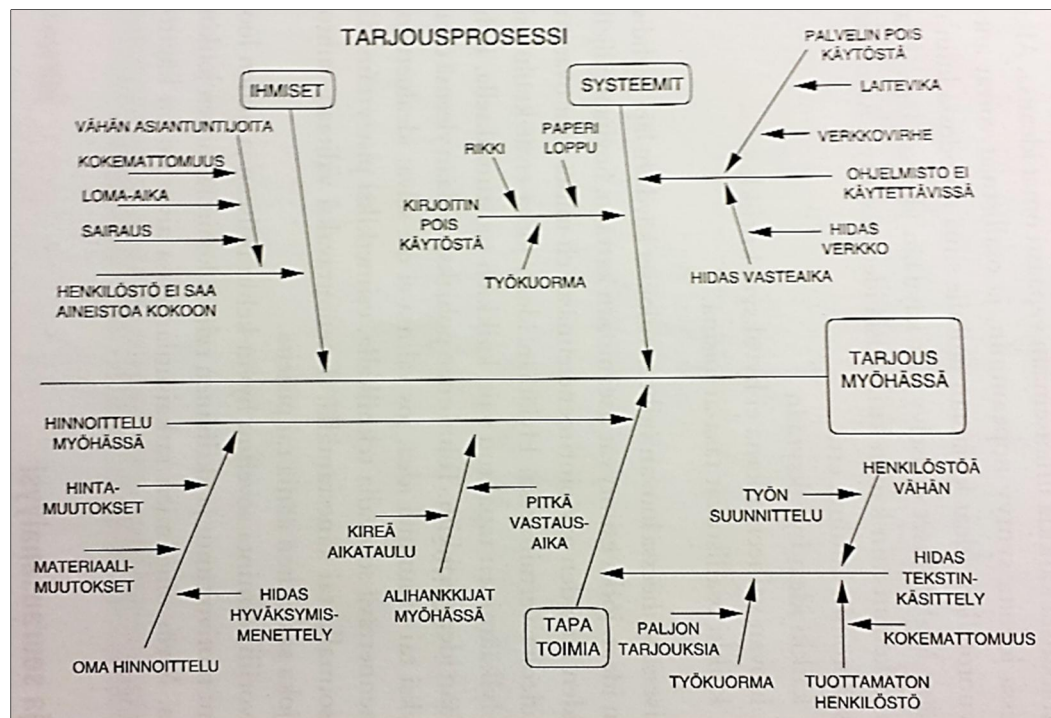 TARJOUSPROSESSI
IHMISET
VÄHÄN ASIANTUNTIJOITA
KOKEMATTOMUUS
LOMA-AIKA
SAIRAUS
HENKILÖSTÖ EI SAA
AINEISTOA KOKOON
SYSTEEMIT
RIKKI
PAPERI
LOPPU
KIRJOITIN
POIS
KÄYTÖSTÄ
TYÖKUORMA
PALVELIN POIS
KÄYTÖSTÄ
LAITEVIKA
VERKKOVIRHE
OHJELMISTO EI
KÄYTETTÄVISSÄ
HIDAS
VERKKO
HIDAS VASTEAIKA
TARJOUS
MYÖHÄSSÄ
HINNOITTELU
MYÖHÄSSÄ
HINTA-
MUUTOKSET
MATERIAALI-
MUUTOKSET
HIDAS
HYVÄKSYMIS-
MENETTELY
OMA HINNOITTELU
KIREÄ
AIKATAULU
PITKÄ
VASTAUS-
AIKA
ALIHANKKIJAT
MYÖHÄSSÄ
TAPA
TOIMIA
TYÖN
SUUNNITTELU
HENKILÖSTÖÄ
VÄHÄN
HIDAS
TEKSTIN-
KÄSITTELY
PALJON
TARJOUKSIA
TYÖKUORMA
KOKEMATTOMUUS
TUOTTAMATON
HENKILÖSTÖ